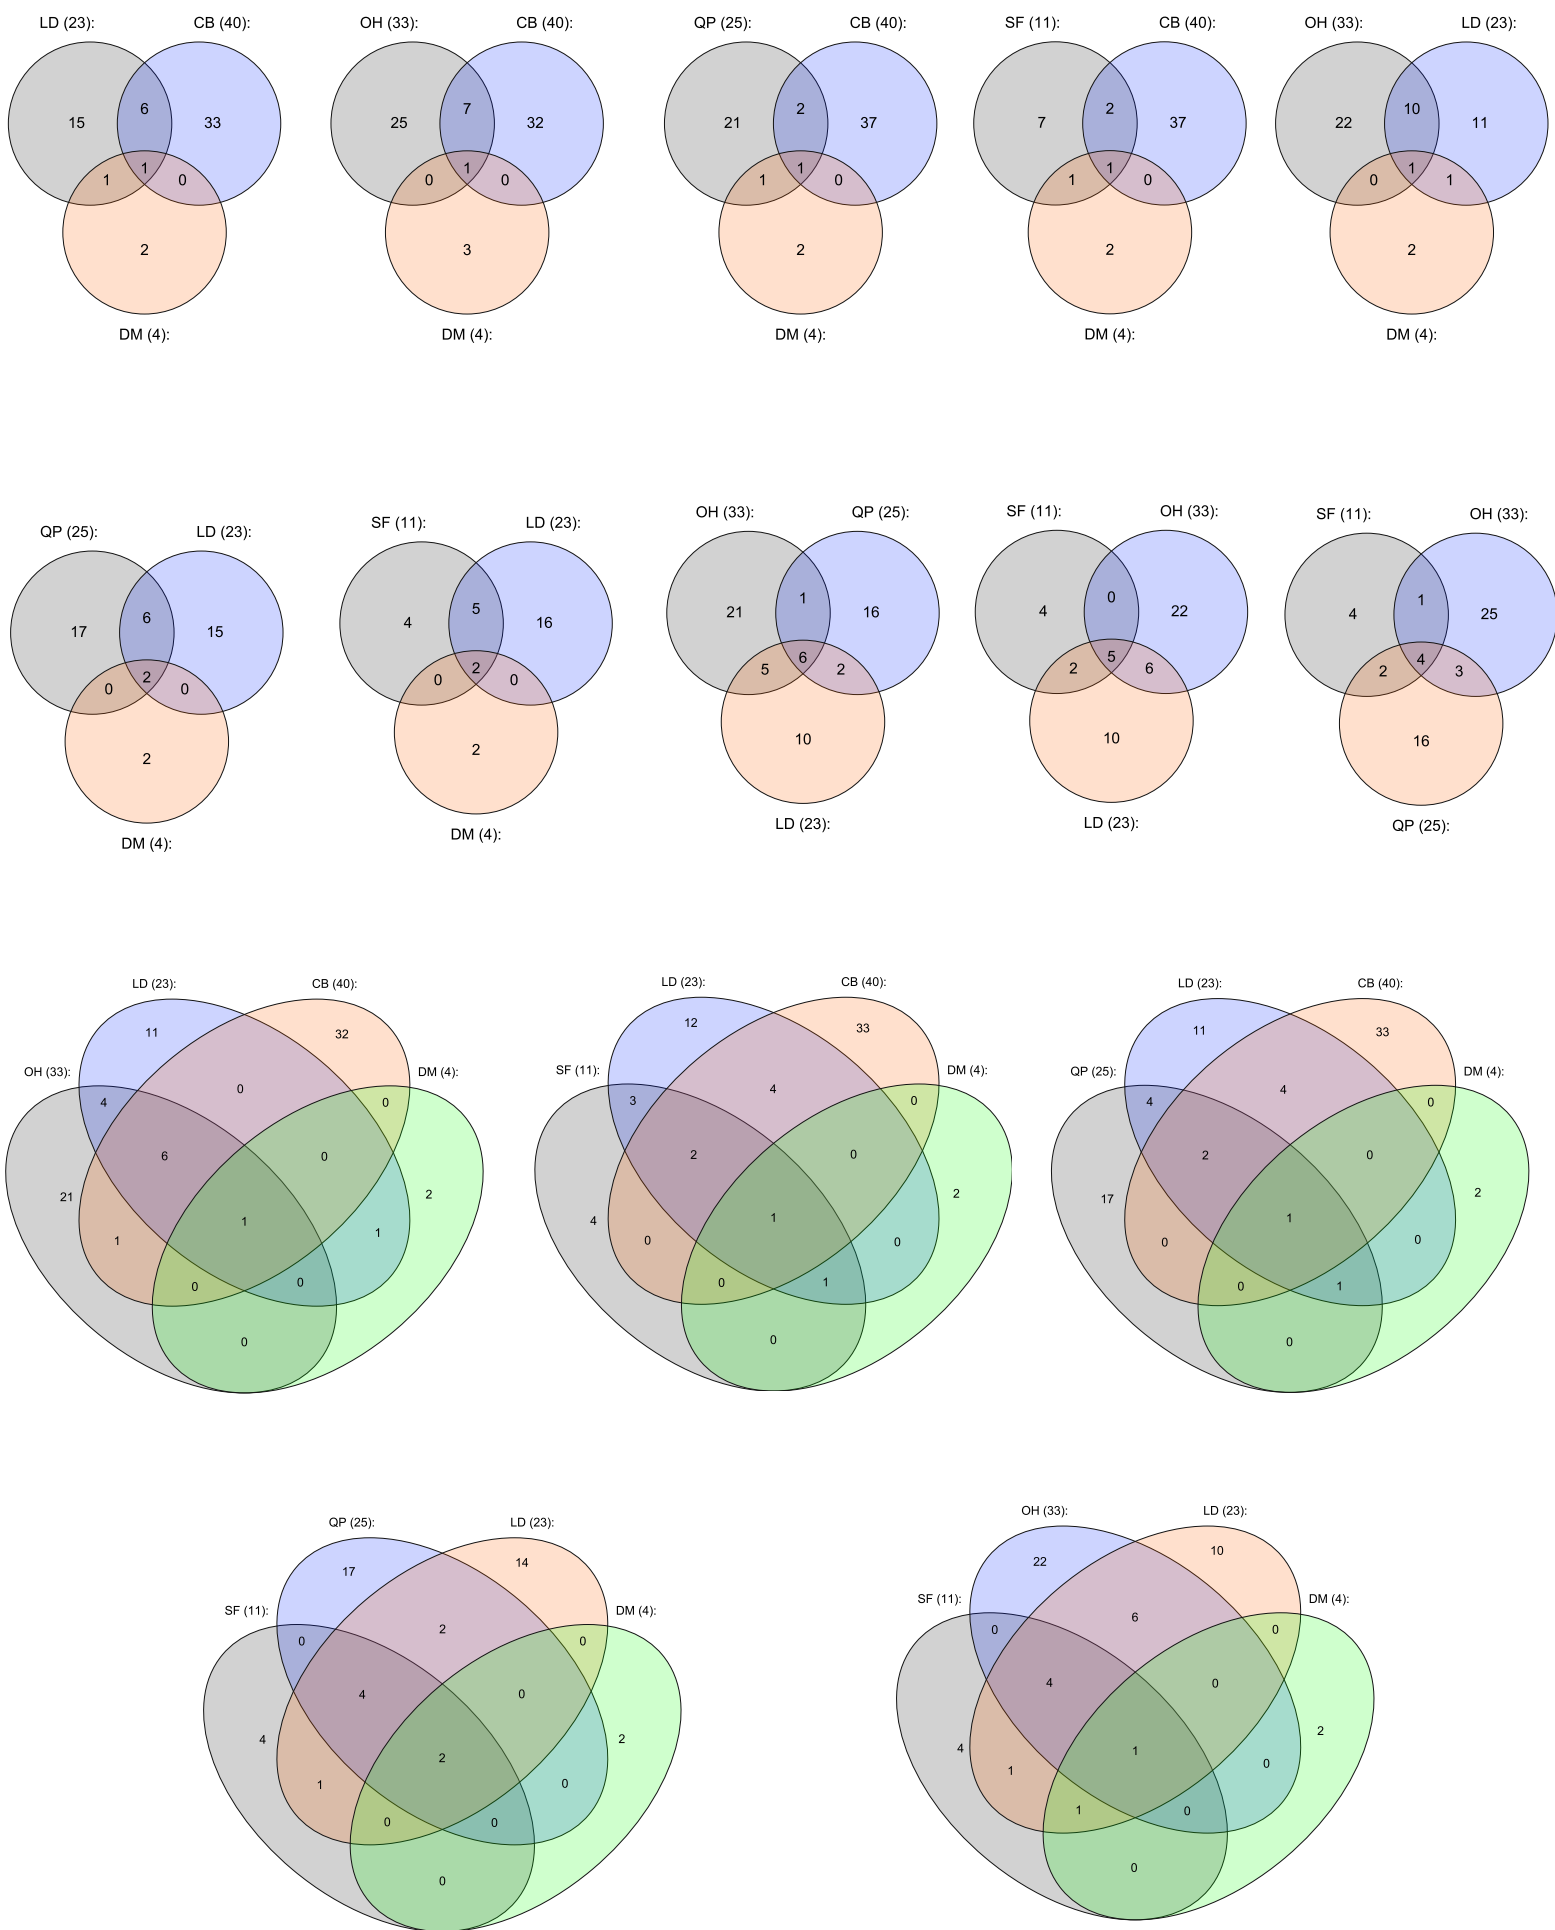 LD (23): CB (40): OH (33): CB (40): QP (25): CB (40): SF (11): CB (40): OH (33): LD (23):
15 6 33 25 7 32 21 2 37 7 2 37 22 10 11
1 1 0 0 1 0 1 1 0 1 1 0 0 1 1
2 3 2 2 2
DM (4): DM (4): DM (4): DM (4): DM (4):
QP (25): LD (23): SF (11): LD (23): OH (33): QP (25): SF (11): OH (33): SF (11): OH (33):
17 6 15 4 5 16 21 1 16 4 0 22 4 1 25
0 2 0 0 2 0 5 6 2 2 5 6 2 4 3
2 2 10 10 16
DM (4): DM (4): LD (23): LD (23): QP (25):
LD (23): CB (40): LD (23): CB (40): LD (23): CB (40):
11 32 12 33 11 33
OH (33): DM (4): SF (11): DM (4): QP (25): DM (4):
4 0 0 3 4 0 4 4 0
6 0 2 0 2 0
21 2 4 2 17 2
1 1 1 0 1 0 0 1 0
0 0 0 1 0 1
0 0 0
QP (25): LD (23): OH (33): LD (23):
17 14 22 10
SF (11): DM (4): SF (11): DM (4):
0 2 0 0 6 0
4 0 4 0
4 2 4 2
1 2 0 1 1 0
0 0 1 0
0 0